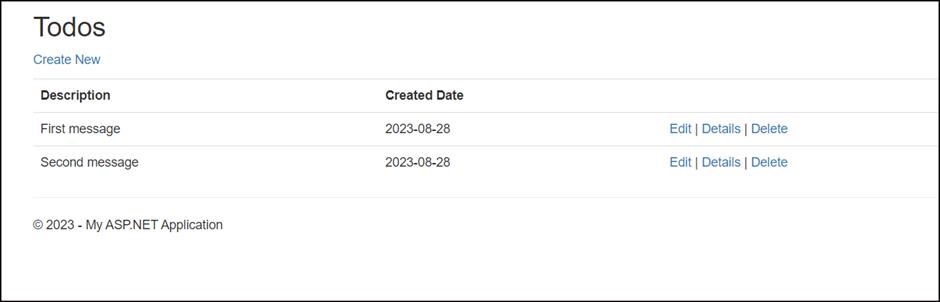 Todos
Create New
Description Created Date
First message 2023-08-28 Edit | Details | Delete
Second message 2023-08-28 Edit | Details | Delete
© 2023 - My ASP.NET Application